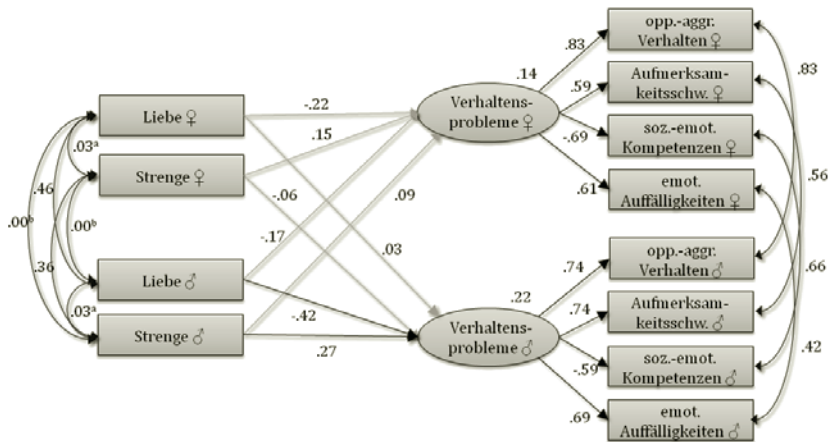 opp.-aggr.
Verhalten ♀
.83
.83
.14
Aufmerksam-
keitsschw. ♀
.59
Liebe ♀
-.22
Verhaltens-
probleme ♀
.03ᵃ
.15
soz.-emot.
Kompetenzen ♀
-.69
Strenge ♀
.46
-.06
.09
.61
emot.
Auffälligkeiten ♀
.56
.00ᵇ
.00ᵇ
-.17
.03
opp.-aggr.
Verhalten ♂
.74
.36
.66
Liebe ♂
.22
.03ᵃ
-.42
Aufmerksam-
keitsschw. ♂
.74
Strenge ♂
.27
Verhaltens-
probleme ♂
soz.-emot.
Kompetenzen ♂
-.59
.42
.69
emot.
Auffälligkeiten ♂